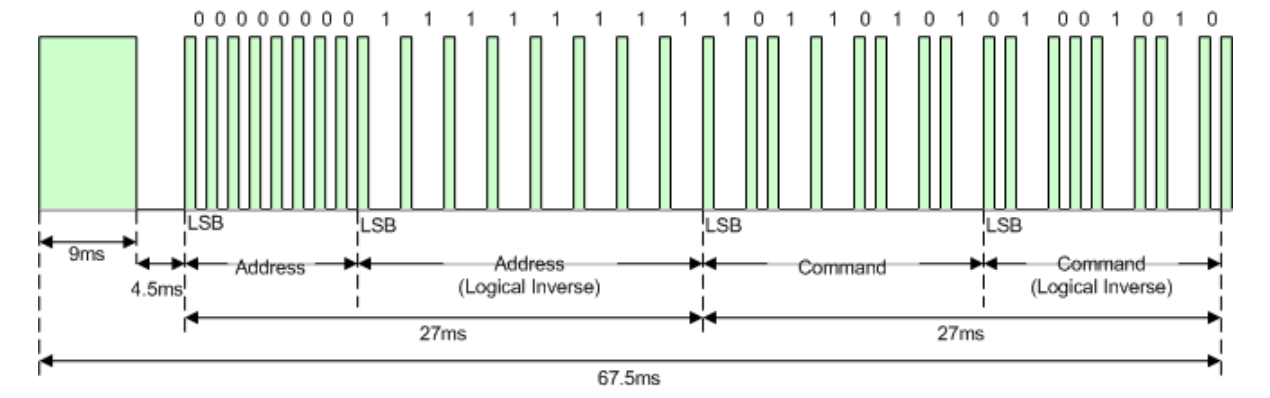 0 0 0 0 0 0 0 0 1 1 1 1 1 1 1 1 1 0 1 1 0 1 0 1 0 1 0 0 1 0 1 0
LSB LSB LSB LSB
9ms
Address Address Command Command
4.5ms (Logical Inverse) (Logical Inverse)
27ms 27ms
67.5ms